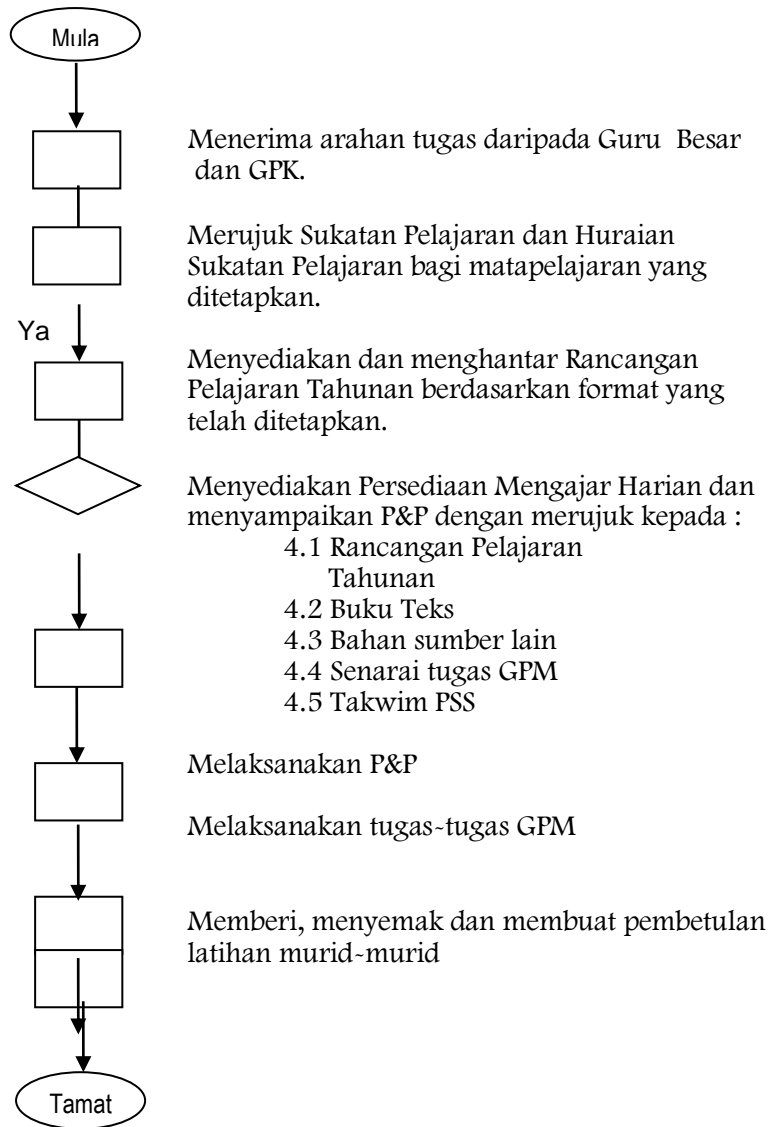 Mula
Menerima arahan tugas daripada Guru Besar
dan GPK.
Merujuk Sukatan Pelajaran dan Huraian
Sukatan Pelajaran bagi matapelajaran yang
ditetapkan.
Ya
Menyediakan dan menghantar Rancangan
Pelajaran Tahunan berdasarkan format yang
telah ditetapkan.
Menyediakan Persediaan Mengajar Harian dan
menyampaikan P&P dengan merujuk kepada :
4.1 Rancangan Pelajaran
Tahunan
4.2 Buku Teks
4.3 Bahan sumber lain
4.4 Senarai tugas GPM
4.5 Takwim PSS
Melaksanakan P&P
Melaksanakan tugas-tugas GPM
Memberi, menyemak dan membuat pembetulan
latihan murid-murid
Tamat